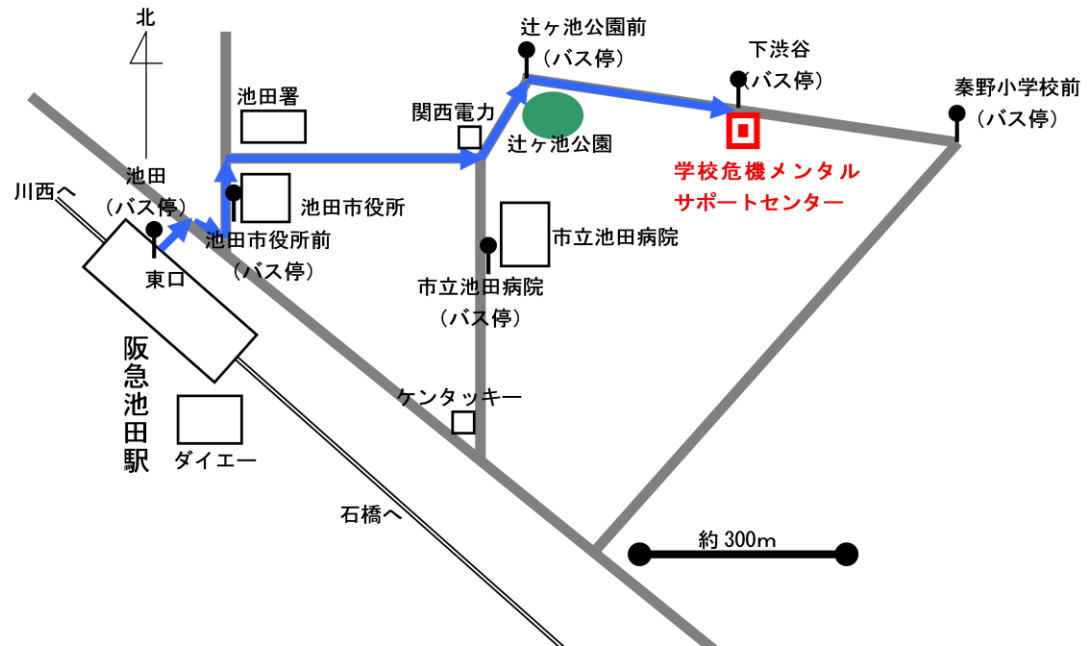 北
辻ヶ池公園前
（バス停）
下渋谷
（バス停）
秦野小学校前
（バス停）
池田署
関西電力
辻ヶ池公園
学校危機メンタル
サポートセンター
池田
（バス停）
川西へ
池田市役所
池田市役所前
（バス停）
東口
市立池田病院
市立池田病院
（バス停）
阪急池田駅
ケンタッキー
ダイエー
石橋へ
約300m